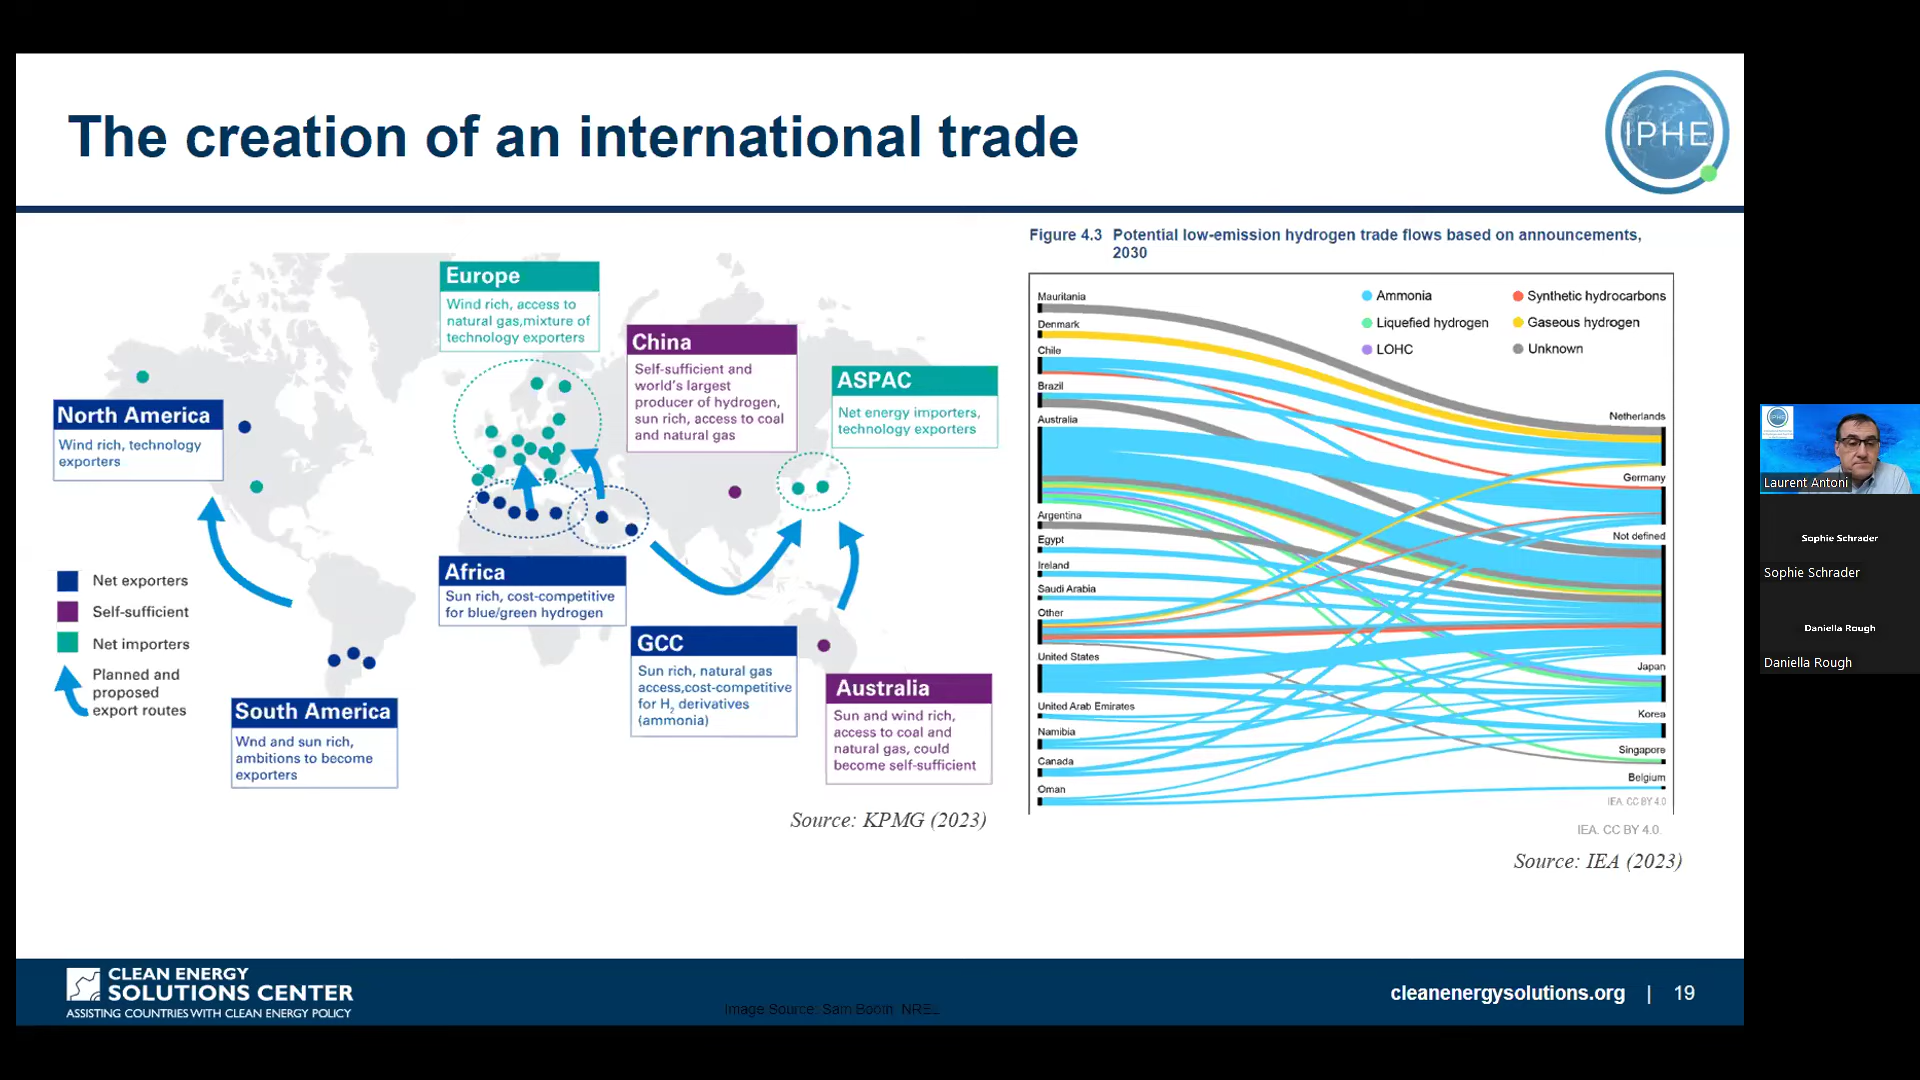 The creation of an international trade
IPHE
Europe
Wind rich, access to
natural gas,mixture of
technology exporters
China
Self-sufficient and
world's largest
producer of hydrogen,
sun rich, access to coal
and natural gas
ASPAC
Net energy importers,
technology exporters
North America
Wind rich, technology
exporters
Africa
Sun rich, cost-competitive
for blue/green hydrogen
Net exporters
Self-sufficient
Net importers
Planned and
proposed
export routes
GCC
Sun rich, natural gas
access,cost-competitive
for H2 derivatives
(ammonia)
South America
Wnd and sun rich,
ambitions to become
exporters
Australia
Sun and wind rich,
access to coal and
natural gas, could
become self-sufficient
Source: KPMG (2023)
Figure 4.3 Potential low-emission hydrogen trade flows based on announcements,
2030
Ammonia
Synthetic hydrocarbons
Liquefied hydrogen
Gaseous hydrogen
LOHC
Unknown
Mauritania
Denmark
Chile
Brazil
Australia
Argentina
Egypt
Ireland
Saudi Arabia
Other
United States
United Arab Emirates
Namibia
Canada
Oman
Netherlands
Germany
Not defined
Japan
Korea
Singapore
Belgium
IEA. CC BY 4.0
IEA. CC BY 4.0.
Source: IEA (2023)
CLEAN ENERGY
SOLUTIONS CENTER
ASSISTING COUNTRIES WITH CLEAN ENERGY POLICY
Image Source: Sam Booth NREL
cleanenergysolutions.org | 19
IPHE
Laurent Antoni
Sophie Schrader
Sophie Schrader
Daniella Rough
Daniella Rough